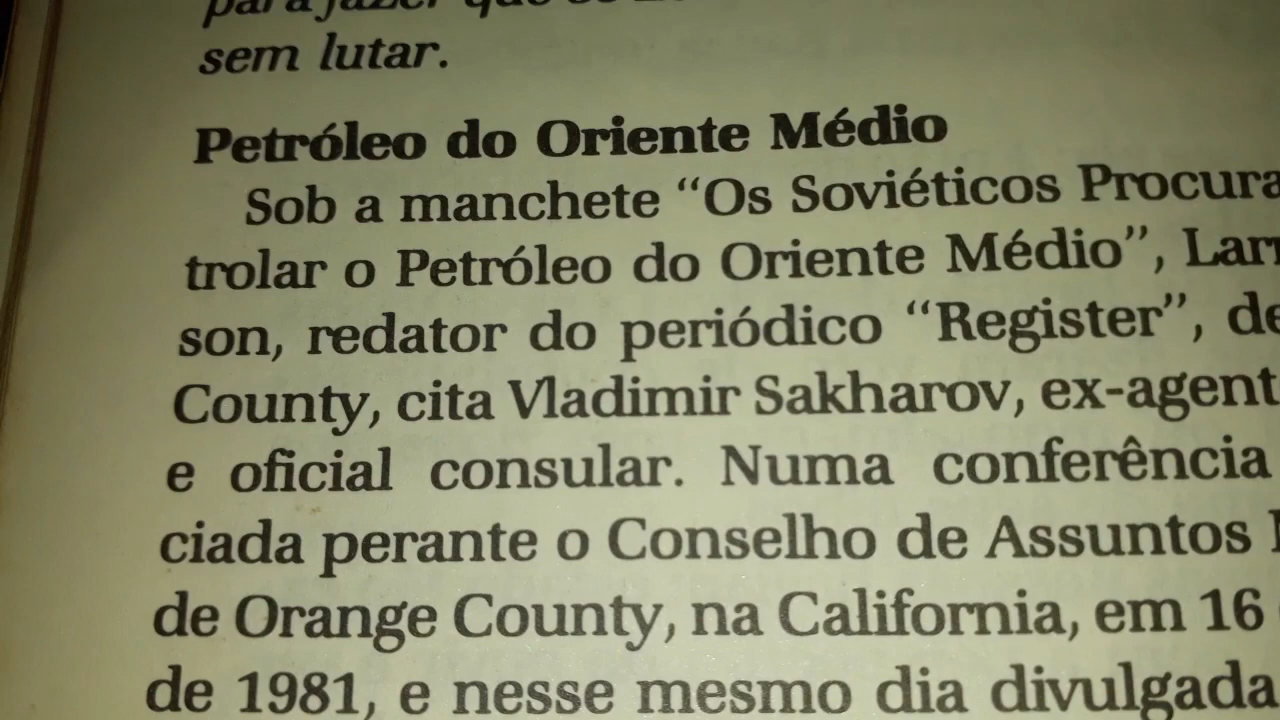 sem lutar.
Petróleo do Oriente Médio
Sob a manchete “Os Soviéticos Procura
trolar o Petróleo do Oriente Médio”, Lar
son, redator do periódico “Register”, de
County, cita Vladimir Sakharov, ex-agent
e oficial consular. Numa conferência
ciada perante o Conselho de Assuntos
de Orange County, na California, em 16
de 1981, e nesse mesmo dia divulgada